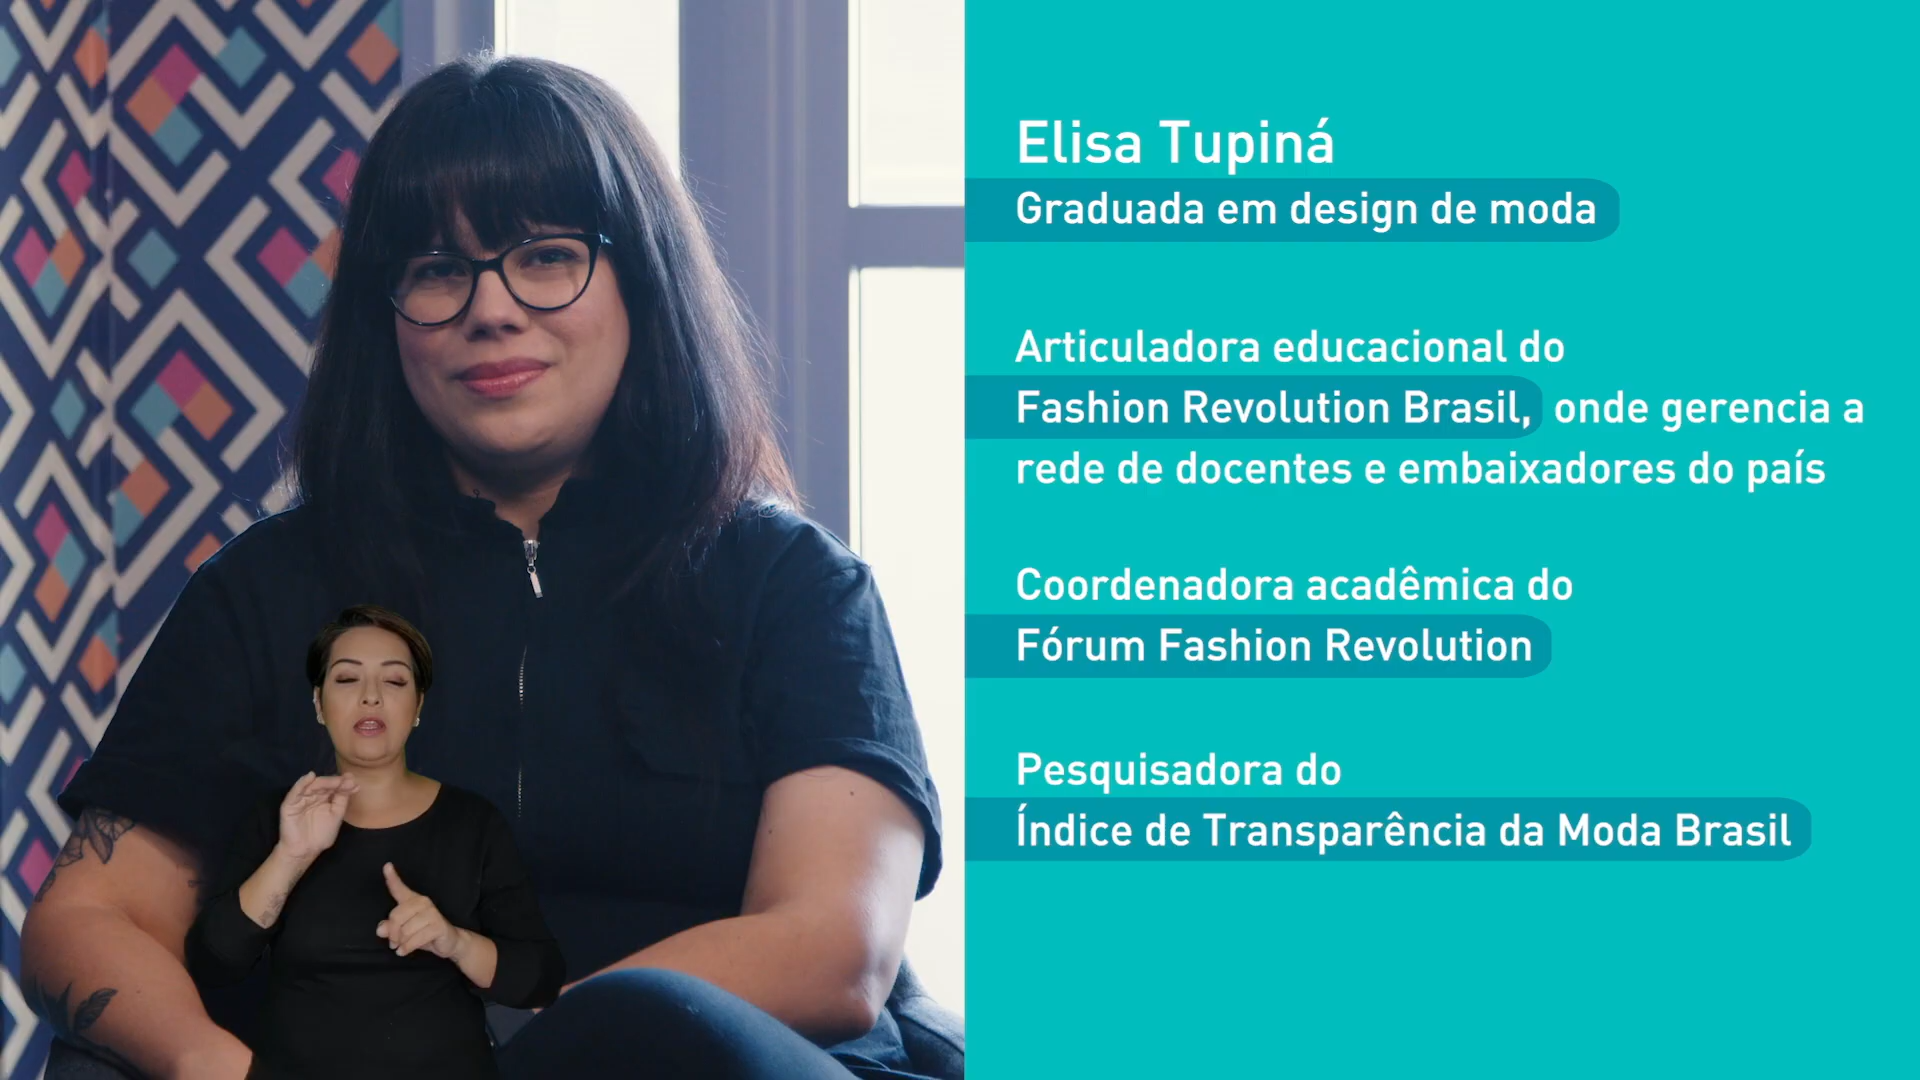 Elisa Tupiná
Graduada em design de moda
Articuladora educacional do
Fashion Revolution Brasil, onde gerencia a
rede de docentes e embaixadores do país
Coordenadora acadêmica do
Fórum Fashion Revolution
Pesquisadora do
Índice de Transparência da Moda Brasil